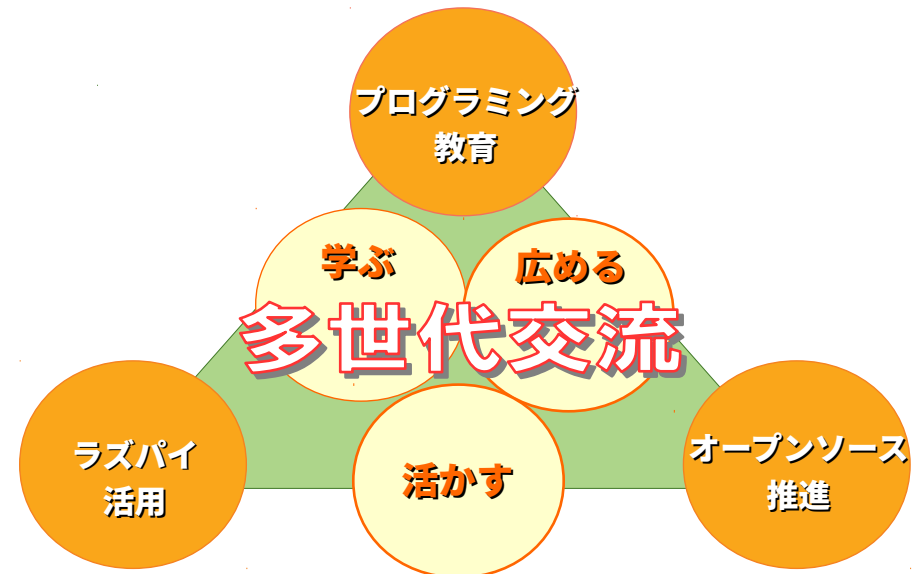 プログラミング
教育
学ぶ
広める
多世代交流
ラズパイ
活用
活かす
オープンソース
推進